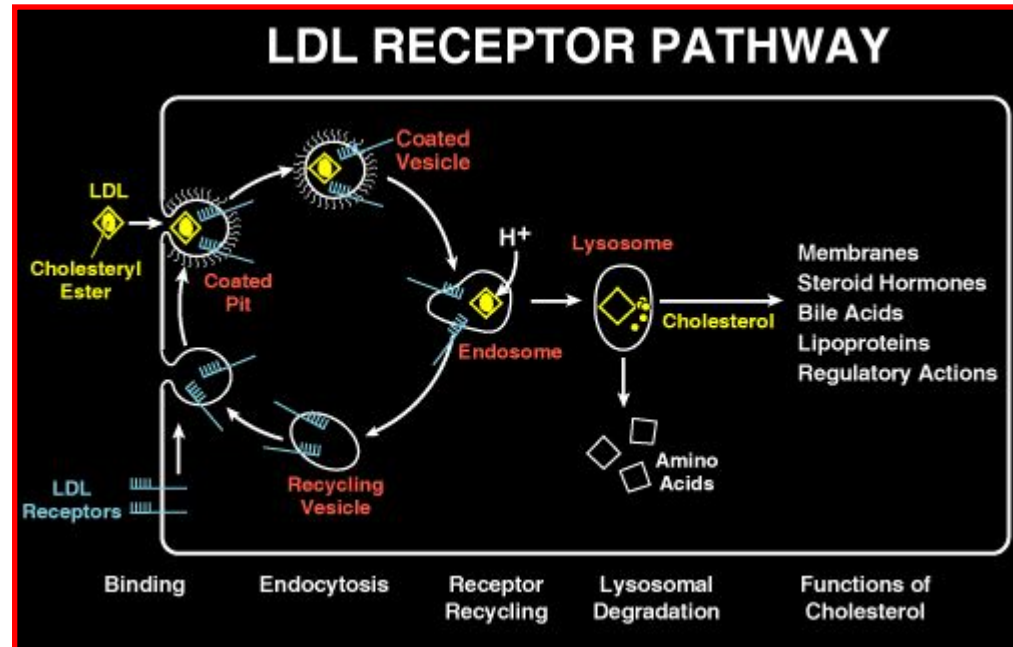 LDL RECEPTOR PATHWAY
Coated
Vesicle
LDL
Cholesteryl
Ester
Coated
Pit
H+
Endosome
Lysosome
Cholesterol
Membranes
Steroid Hormones
Bile Acids
Lipoproteins
Regulatory Actions
Amino
Acids
Recycling
Vesicle
LDL
Receptors
Binding
Endocytosis
Receptor
Recycling
Lysosomal
Degradation
Functions of
Cholesterol